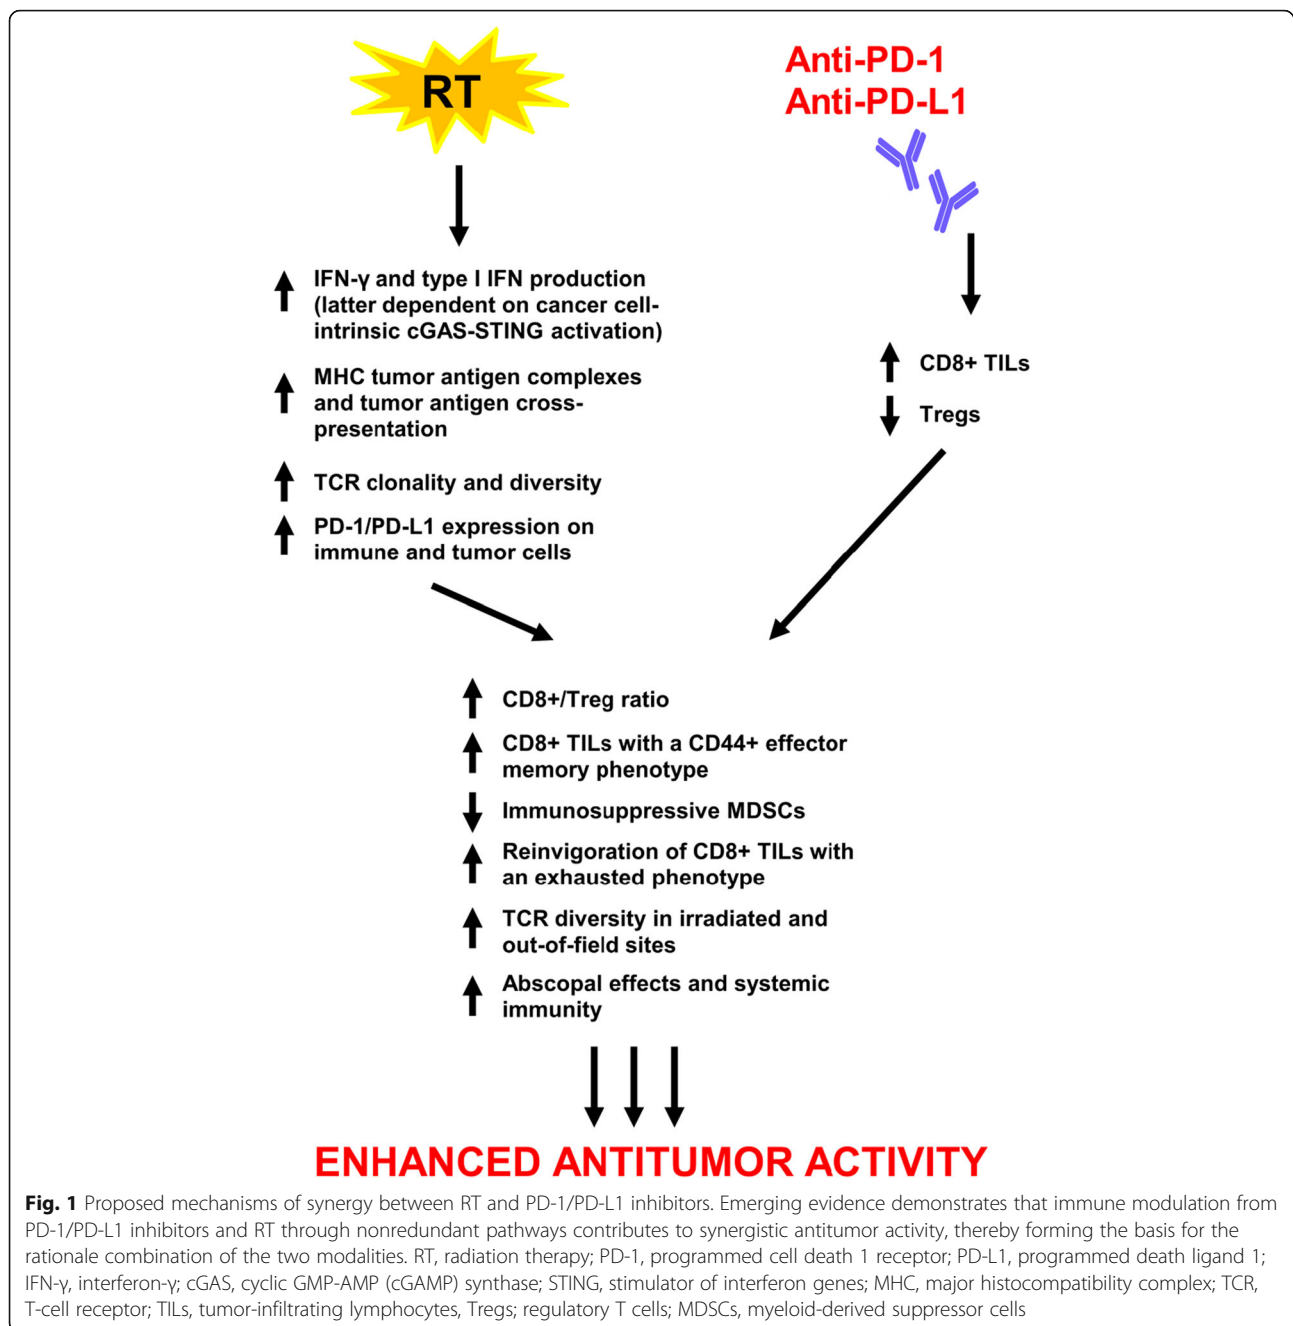 RT
Anti-PD-1
Anti-PD-L1
IFN-γ and type I IFN production
(latter dependent on cancer cell-
intrinsic cGAS-STING activation)
MHC tumor antigen complexes
and tumor antigen cross-
presentation
TCR clonality and diversity
PD-1/PD-L1 expression on
immune and tumor cells
CD8+ TILs
Tregs
CD8+/Treg ratio
CD8+ TILs with a CD44+ effector
memory phenotype
Immunosuppressive MDSCs
Reinvigoration of CD8+ TILs with
an exhausted phenotype
TCR diversity in irradiated and
out-of-field sites
Abscopal effects and systemic
immunity
ENHANCED ANTITUMOR ACTIVITY
Fig. 1 Proposed mechanisms of synergy between RT and PD-1/PD-L1 inhibitors. Emerging evidence demonstrates that immune modulation from
PD-1/PD-L1 inhibitors and RT through nonredundant pathways contributes to synergistic antitumor activity, thereby forming the basis for the
rationale combination of the two modalities. RT, radiation therapy; PD-1, programmed cell death 1 receptor; PD-L1, programmed death ligand 1;
IFN-γ, interferon-γ; cGAS, cyclic GMP-AMP (cGAMP) synthase; STING, stimulator of interferon genes; MHC, major histocompatibility complex; TCR,
T-cell receptor; TILs, tumor-infiltrating lymphocytes, Tregs; regulatory T cells; MDSCs, myeloid-derived suppressor cells